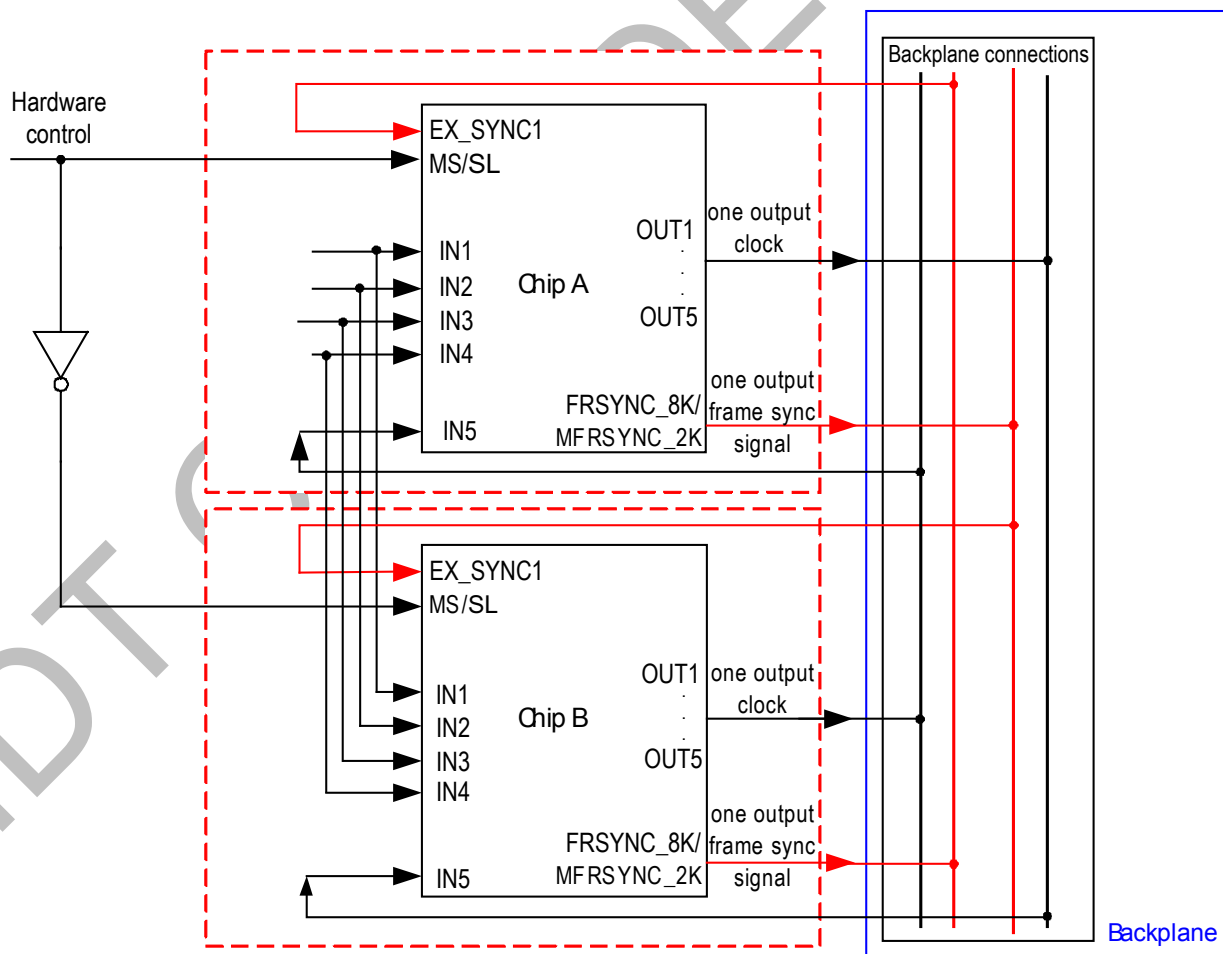 Backplane connections
Hardware
control
EX_SYNC1
MS/SL
IN1
IN2
IN3
IN4
IN5
Chip A
OUT1
.
.
.
OUT5
FRSYNC_8K/
MFRSYNC_2K
one output
clock
one output
frame sync
signal
EX_SYNC1
MS/SL
IN1
IN2
IN3
IN4
IN5
Chip B
OUT1
.
.
.
OUT5
FRSYNC_8K/
MFRSYNC_2K
one output
clock
one output
frame sync
signal
Backplane